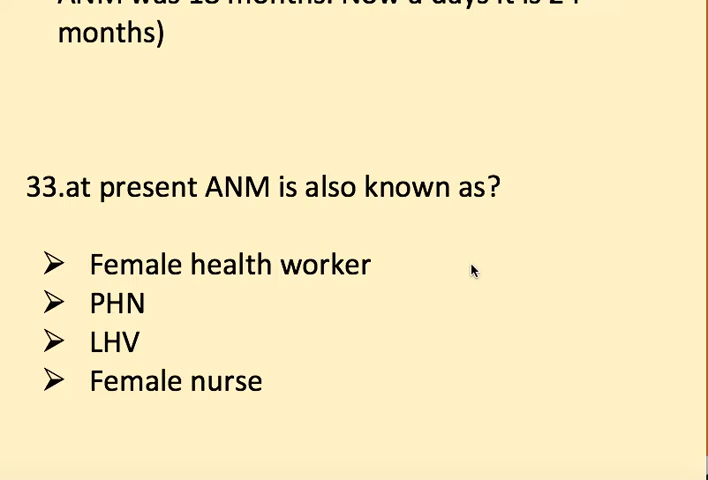 months)
33.at present ANM is also known as?
➢ Female health worker
➢ PHN
➢ LHV
➢ Female nurse